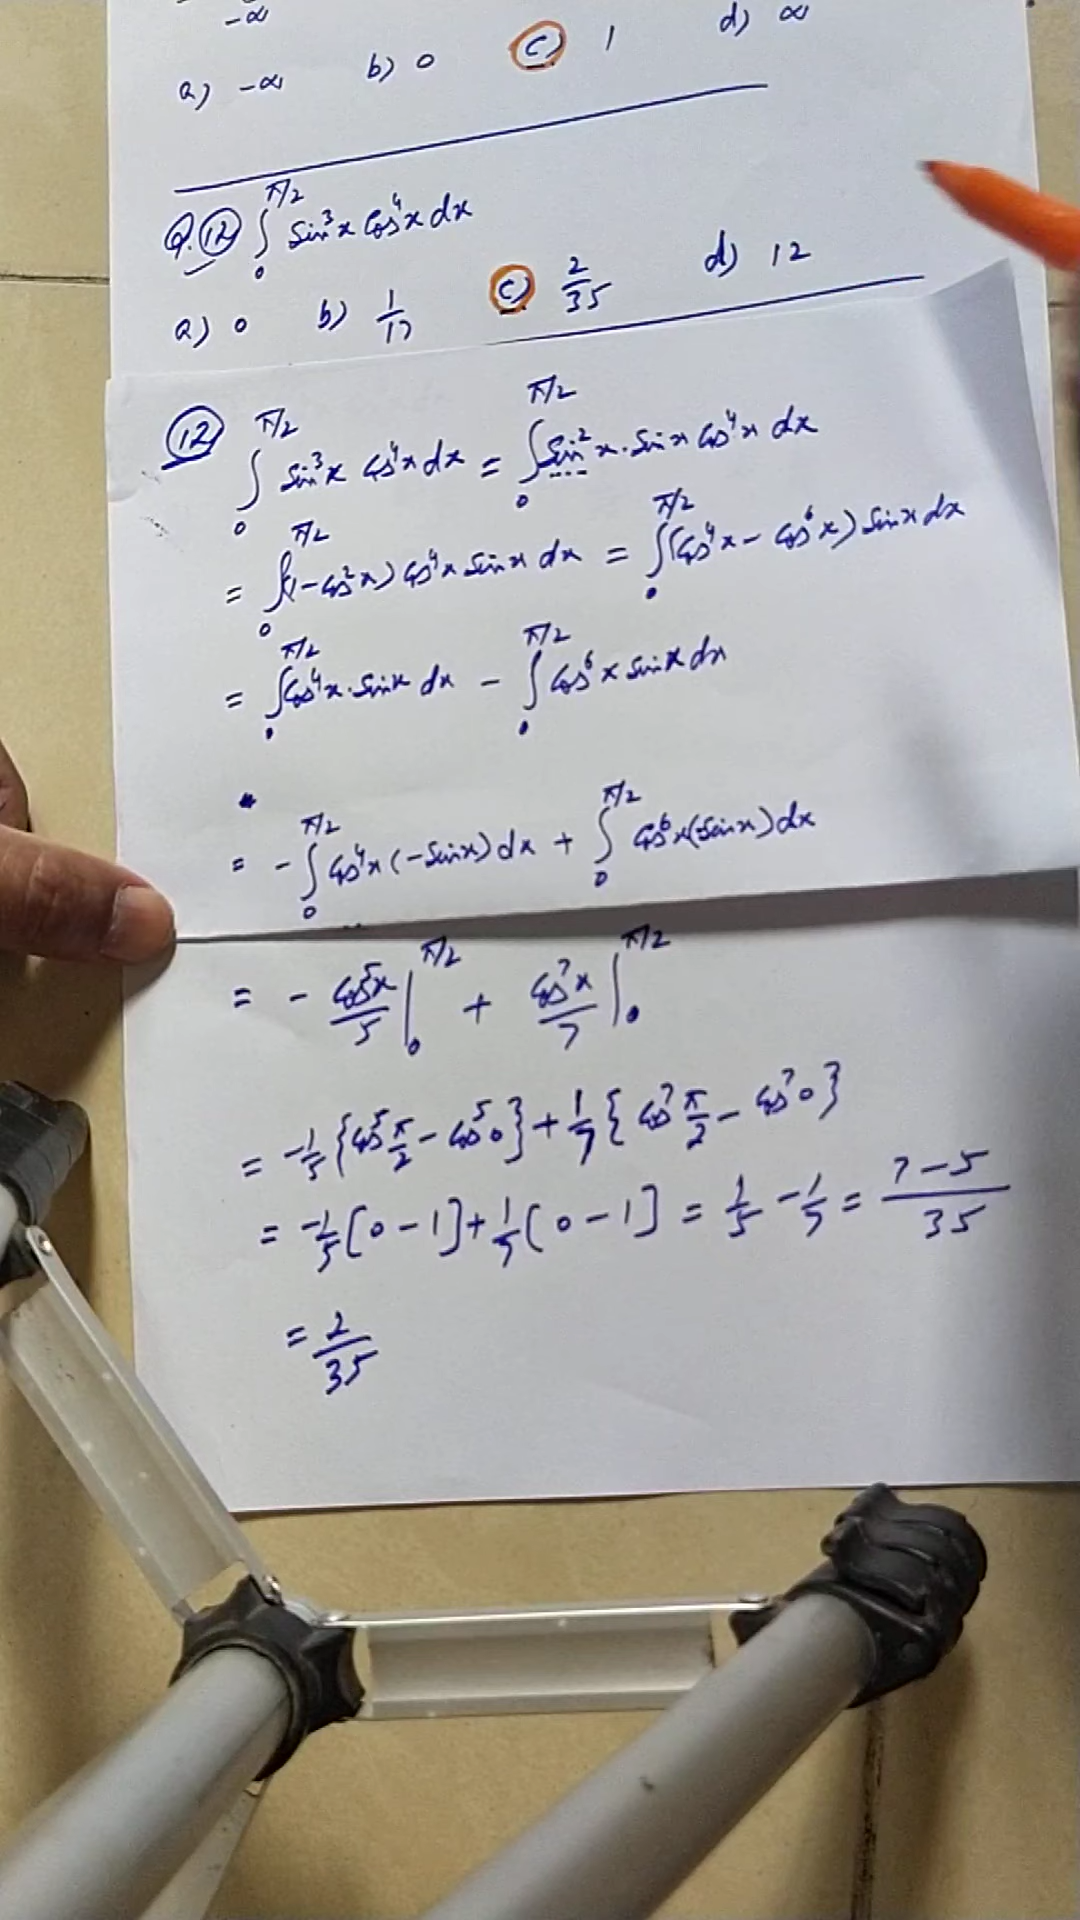 -∞
a) -∞ b) 0 c) 1 d) ∞
Q.12 ∫₀^π/2 Sin³x Cos⁴x dx
a) 0 b) 1/12 c) 2/35 d) 12
12 ∫₀^π/2 Sin³x Cos⁴x dx = ∫₀^π/2 Sin²x·Sinx Cos⁴x dx
= ∫₀^π/2 (1-Cos²x) Cos⁴x Sinx dx = ∫₀^π/2 (Cos⁴x - Cos⁶x) Sinx dx
= ∫₀^π/2 Cos⁴x·Sinx dx - ∫₀^π/2 Cos⁶x Sinx dx
= -∫₀^π/2 Cos⁴x (-Sinx) dx + ∫₀^π/2 Cos⁶x (-Sinx) dx
= - Cos⁵x/5 |₀^π/2 + Cos⁷x/7 |₀^π/2
= -1/5 {Cos⁵ π/2 - Cos⁵0} + 1/7 {Cos⁷ π/2 - Cos⁷0}
= -1/5 [0-1] + 1/7 [0-1] = 1/5 - 1/7 = 7-5/35
= 2/35